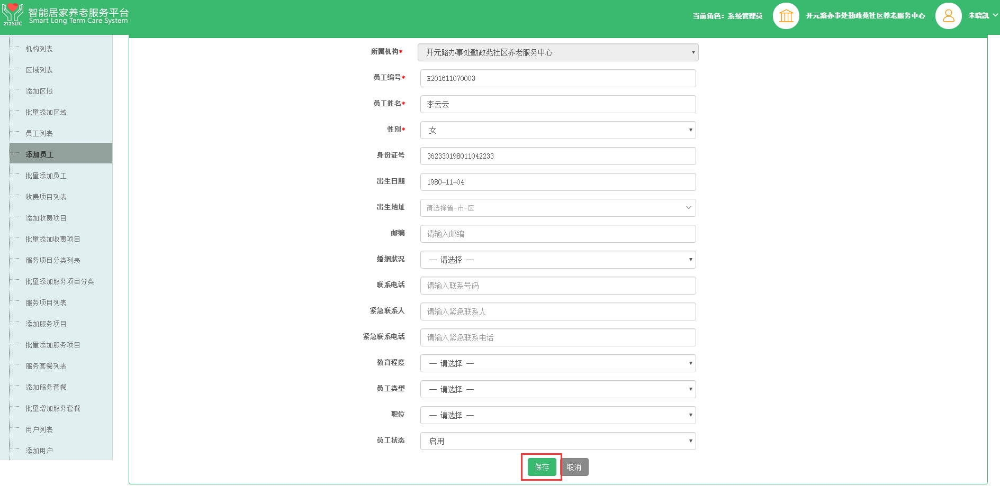 智能居家养老服务平台
Smart Long Term Care System
212SLTC
当前角色：系统管理员
开元路办事处勤政苑社区养老服务中心
朱晓凯
机构列表
区域列表
添加区域
批量添加区域
员工列表
添加员工
批量添加员工
收费项目列表
添加收费项目
批量添加收费项目
服务项目分类列表
批量添加服务项目分类
服务项目列表
添加服务项目
批量添加服务项目
服务套餐列表
添加服务套餐
批量增加服务套餐
用户列表
添加用户
所属机构* 开元路办事处勤政苑社区养老服务中心
员工编号* E201611070003
员工姓名* 李云云
性别* 女
身份证号 362330198011042233
出生日期 1980-11-04
出生地址 请选择省-市-区
邮编 请输入邮编
婚姻状况 — 请选择 —
联系电话 请输入联系号码
紧急联系人 请输入紧急联系人
紧急联系电话 请输入紧急联系电话
教育程度 — 请选择 —
员工类型 — 请选择 —
职位 — 请选择 —
员工状态 启用
保存 取消